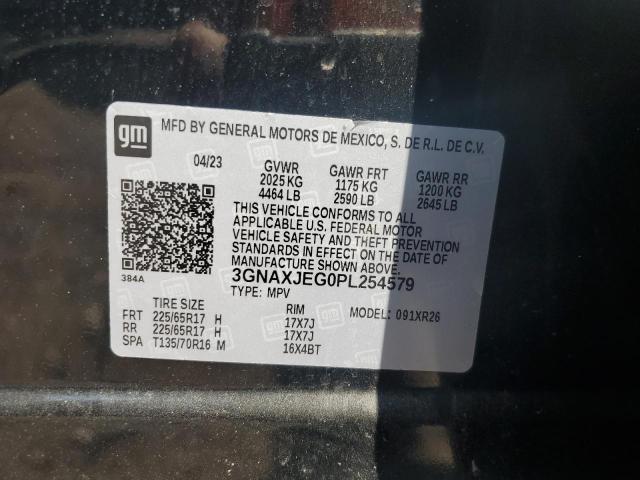 gm
MFD BY GENERAL MOTORS DE MEXICO, S. DE R.L. DE C.V.
04/23 GVWR GAWR FRT GAWR RR
2025 KG 1175 KG 1200 KG
4464 LB 2590 LB 2645 LB
THIS VEHICLE CONFORMS TO ALL
APPLICABLE U.S. FEDERAL MOTOR
VEHICLE SAFETY AND THEFT PREVENTION
STANDARDS IN EFFECT ON THE DATE OF
MANUFACTURE SHOWN ABOVE.
384A 3GNAXJEG0PL254579
TYPE: MPV MODEL: 091XR26
TIRE SIZE RIM
FRT 225/65R17 H 17X7J
RR 225/65R17 H 17X7J
SPA T135/70R16 M 16X4BT